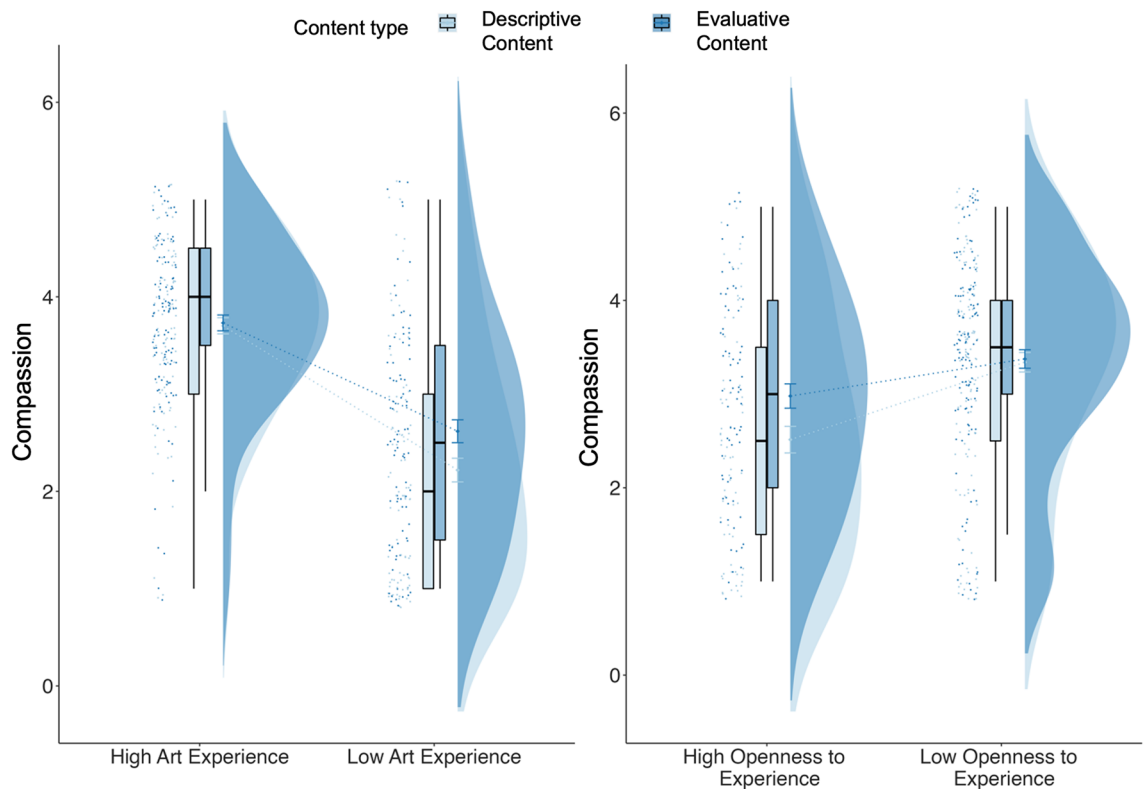 Content type
Descriptive
Content
Evaluative
Content
Compassion
6
4
2
0
High Art Experience
Low Art Experience
Compassion
6
4
2
0
High Openness to
Experience
Low Openness to
Experience